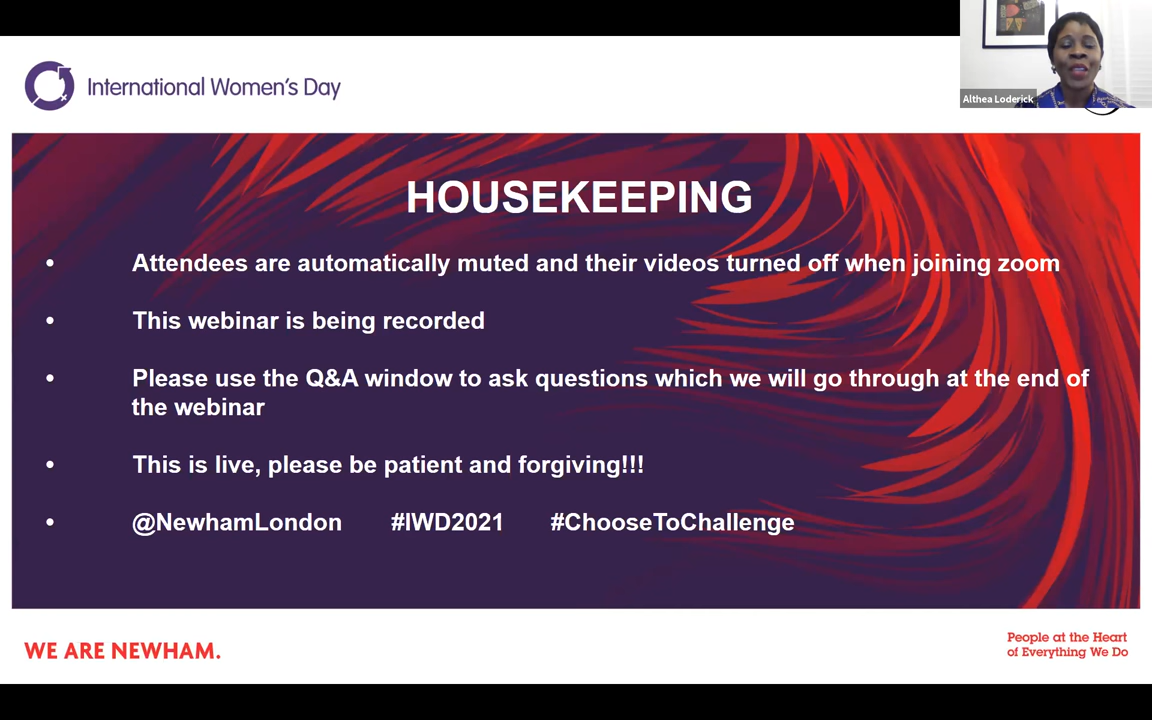 International Women's Day
Althea Loderick
HOUSEKEEPING
• Attendees are automatically muted and their videos turned off when joining zoom
• This webinar is being recorded
• Please use the Q&A window to ask questions which we will go through at the end of
the webinar
• This is live, please be patient and forgiving!!!
• @NewhamLondon #IWD2021 #ChooseToChallenge
WE ARE NEWHAM.
People at the Heart
of Everything We Do